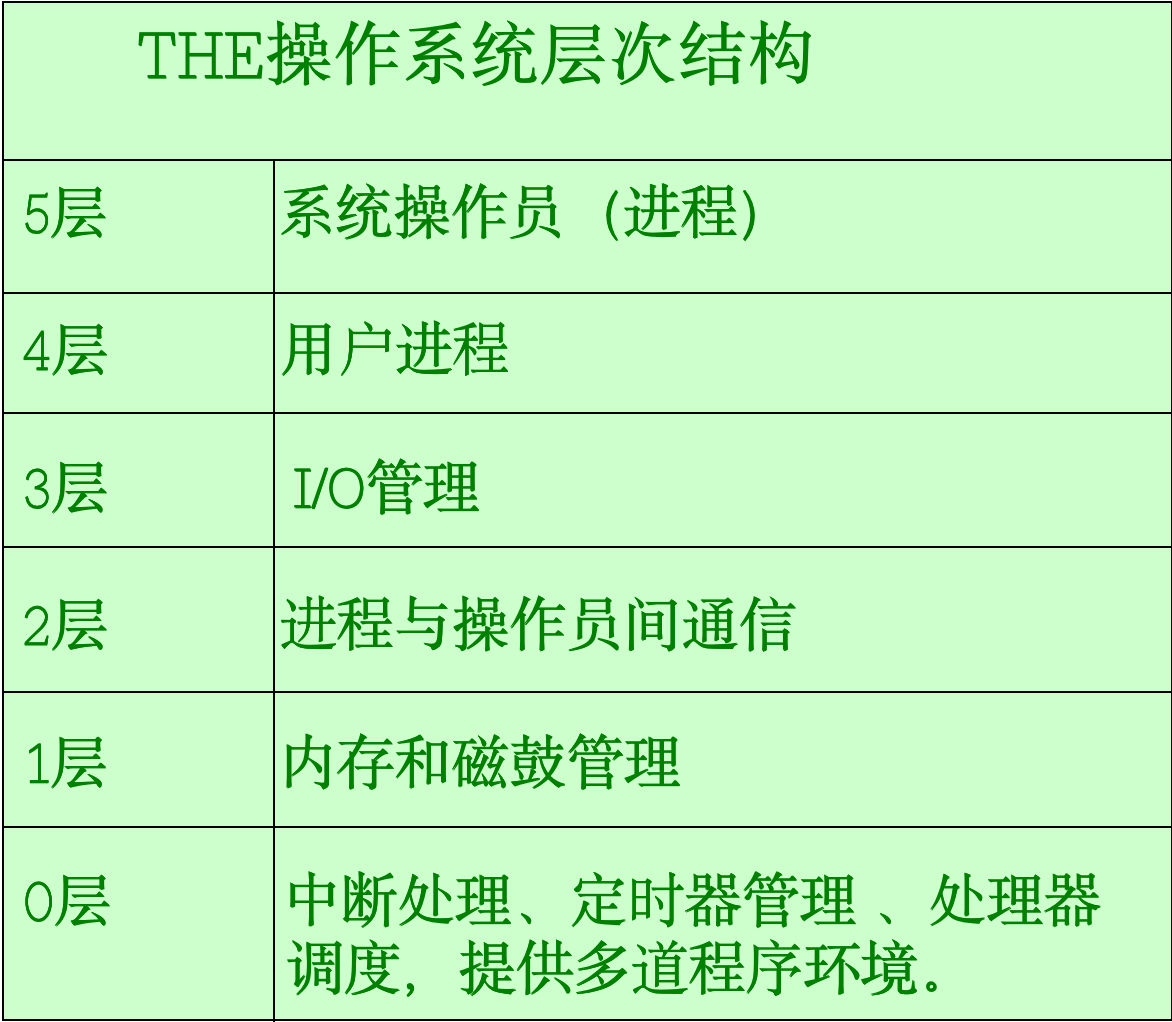 THE操作系统层次结构
5层 系统操作员（进程）
4层 用户进程
3层 I/O管理
2层 进程与操作员间通信
1层 内存和磁鼓管理
0层 中断处理、定时器管理 、处理器
调度，提供多道程序环境。